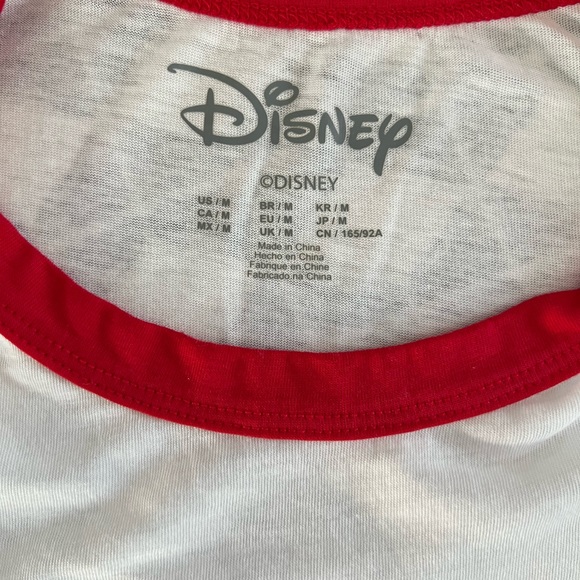 Disney
©DISNEY
US / M BR / M KR / M
CA / M EU / M JP / M
MX / M UK / M CN / 165/92A
Made in China
Hecho en China
Fabrique en Chine
Fabricado na China